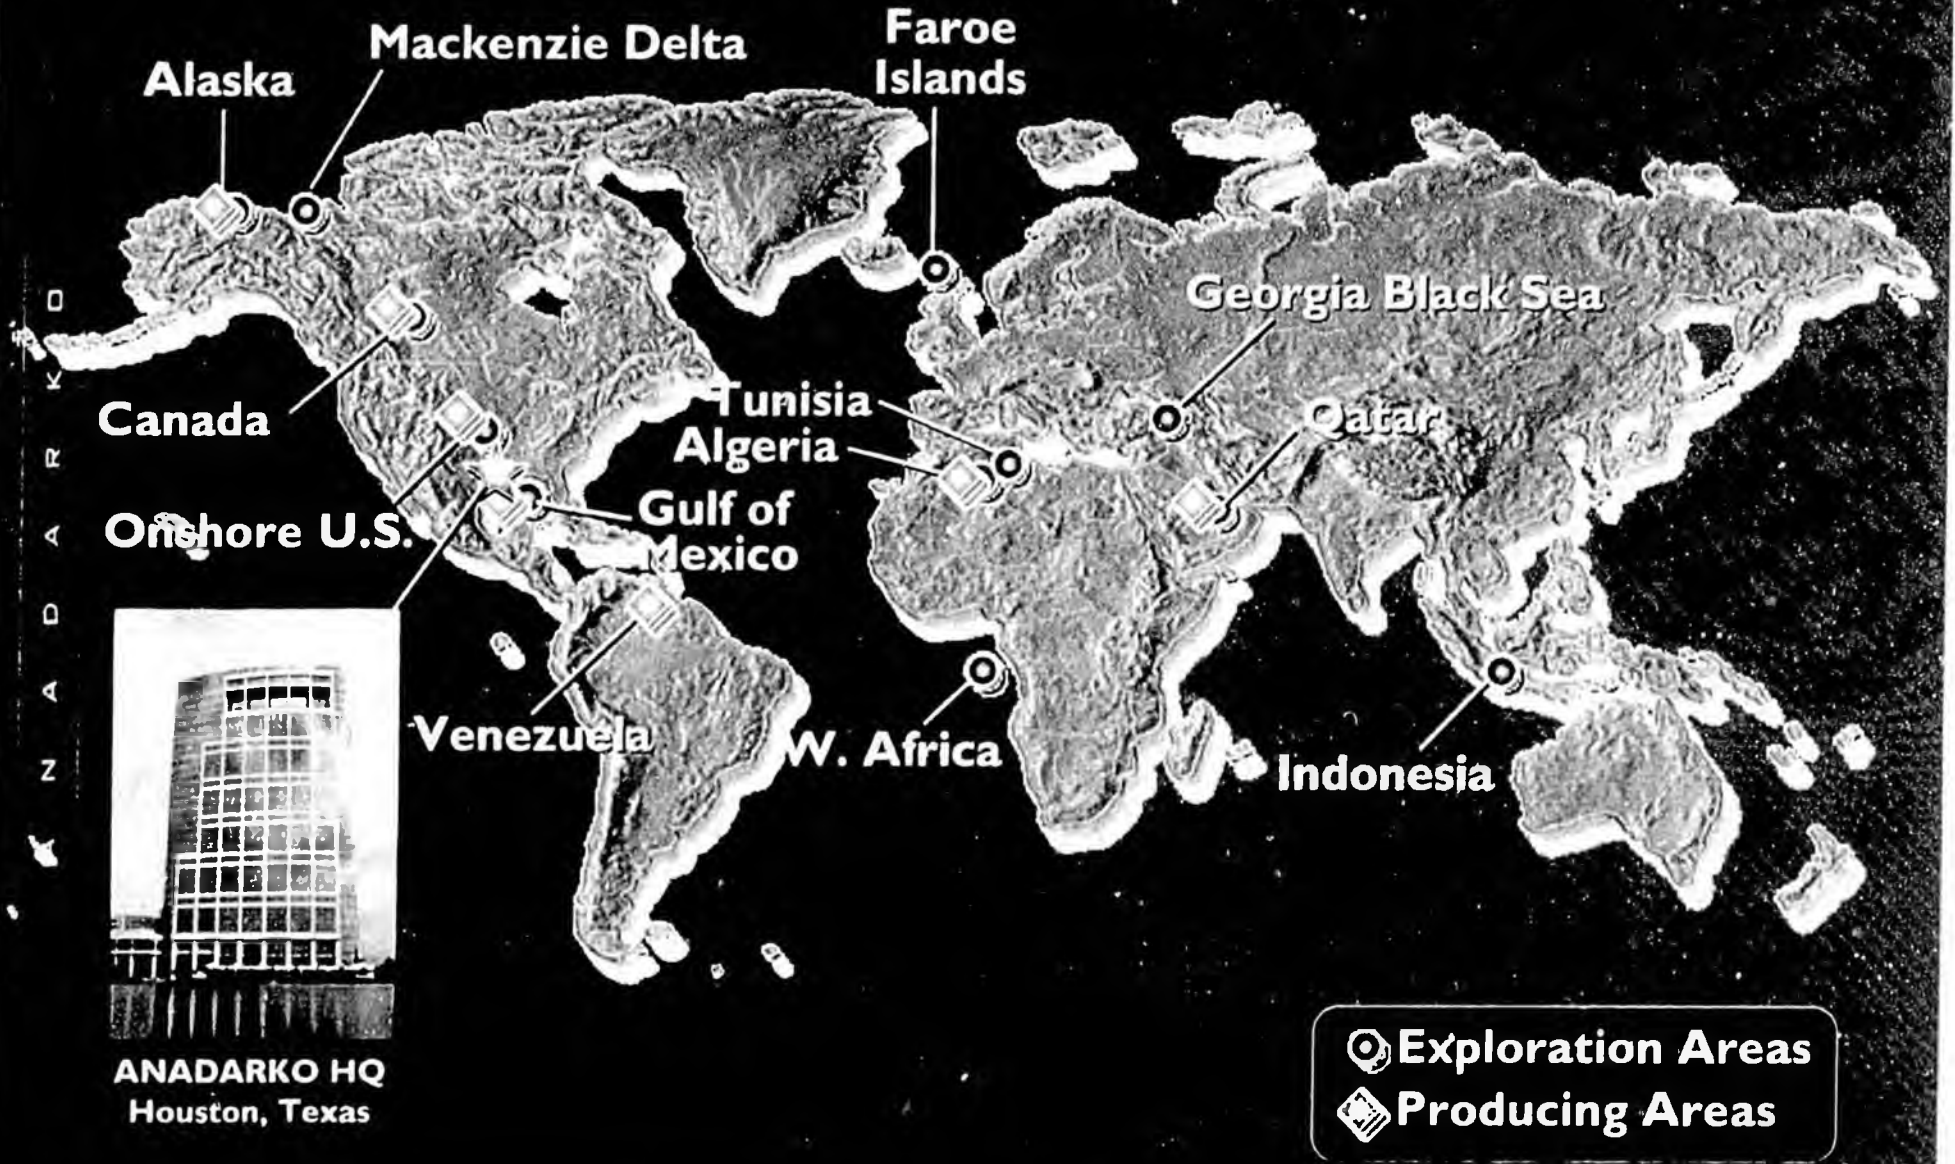 Mackenzie Delta
Faroe
Islands
Alaska
Georgia Black Sea
Canada
Tunisia
Algeria
Qatar
Onshore U.S.
Gulf of
Mexico
Venezuela
W. Africa
Indonesia
ANADARKO
ANADARKO HQ
Houston, Texas
Exploration Areas
Producing Areas